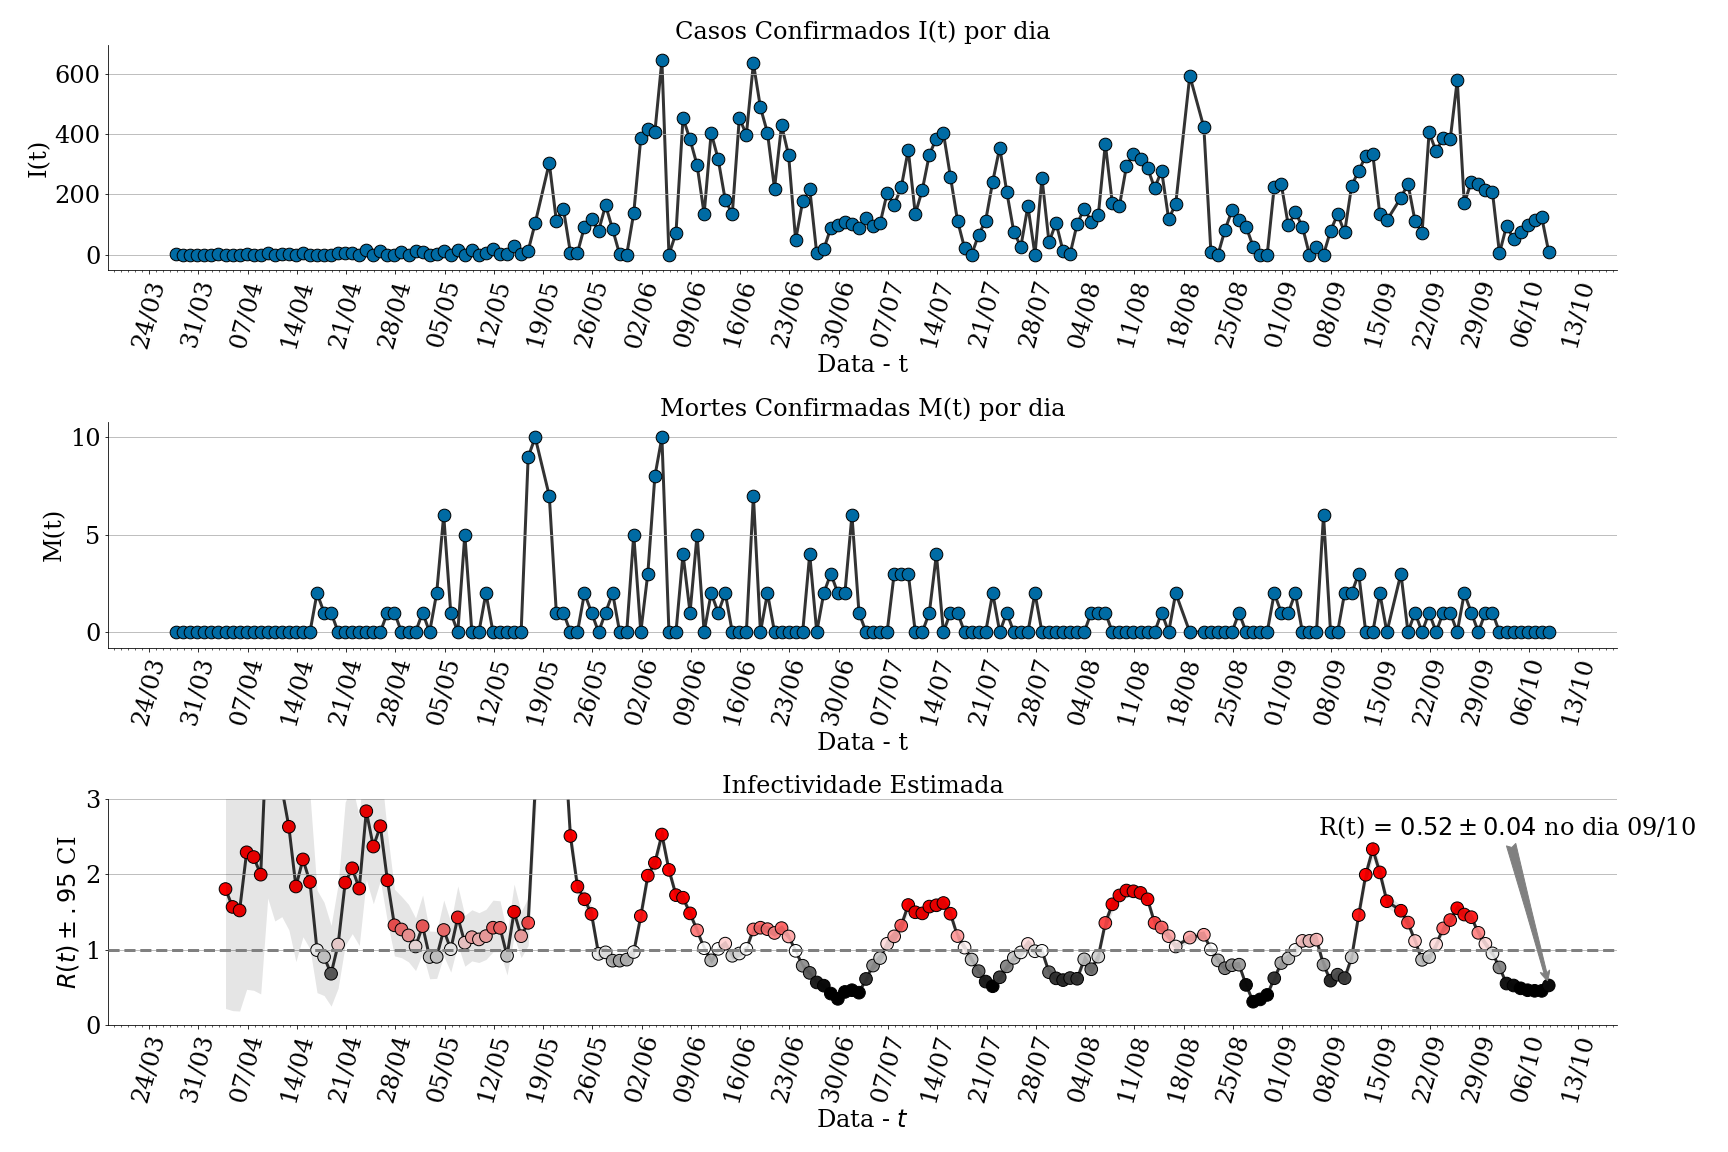 Casos Confirmados I(t) por dia
I(t)
600
400
200
0
24/03 31/03 07/04 14/04 21/04 28/04 05/05 12/05 19/05 26/05 02/06 09/06 16/06 23/06 30/06 07/07 14/07 21/07 28/07 04/08 11/08 18/08 25/08 01/09 08/09 15/09 22/09 29/09 06/10 13/10
Data - t
Mortes Confirmadas M(t) por dia
M(t)
10
5
0
24/03 31/03 07/04 14/04 21/04 28/04 05/05 12/05 19/05 26/05 02/06 09/06 16/06 23/06 30/06 07/07 14/07 21/07 28/07 04/08 11/08 18/08 25/08 01/09 08/09 15/09 22/09 29/09 06/10 13/10
Data - t
Infectividade Estimada
R(t) ± .95 CI
3
2
1
0
R(t) = 0.52 ± 0.04 no dia 09/10
24/03 31/03 07/04 14/04 21/04 28/04 05/05 12/05 19/05 26/05 02/06 09/06 16/06 23/06 30/06 07/07 14/07 21/07 28/07 04/08 11/08 18/08 25/08 01/09 08/09 15/09 22/09 29/09 06/10 13/10
Data - t